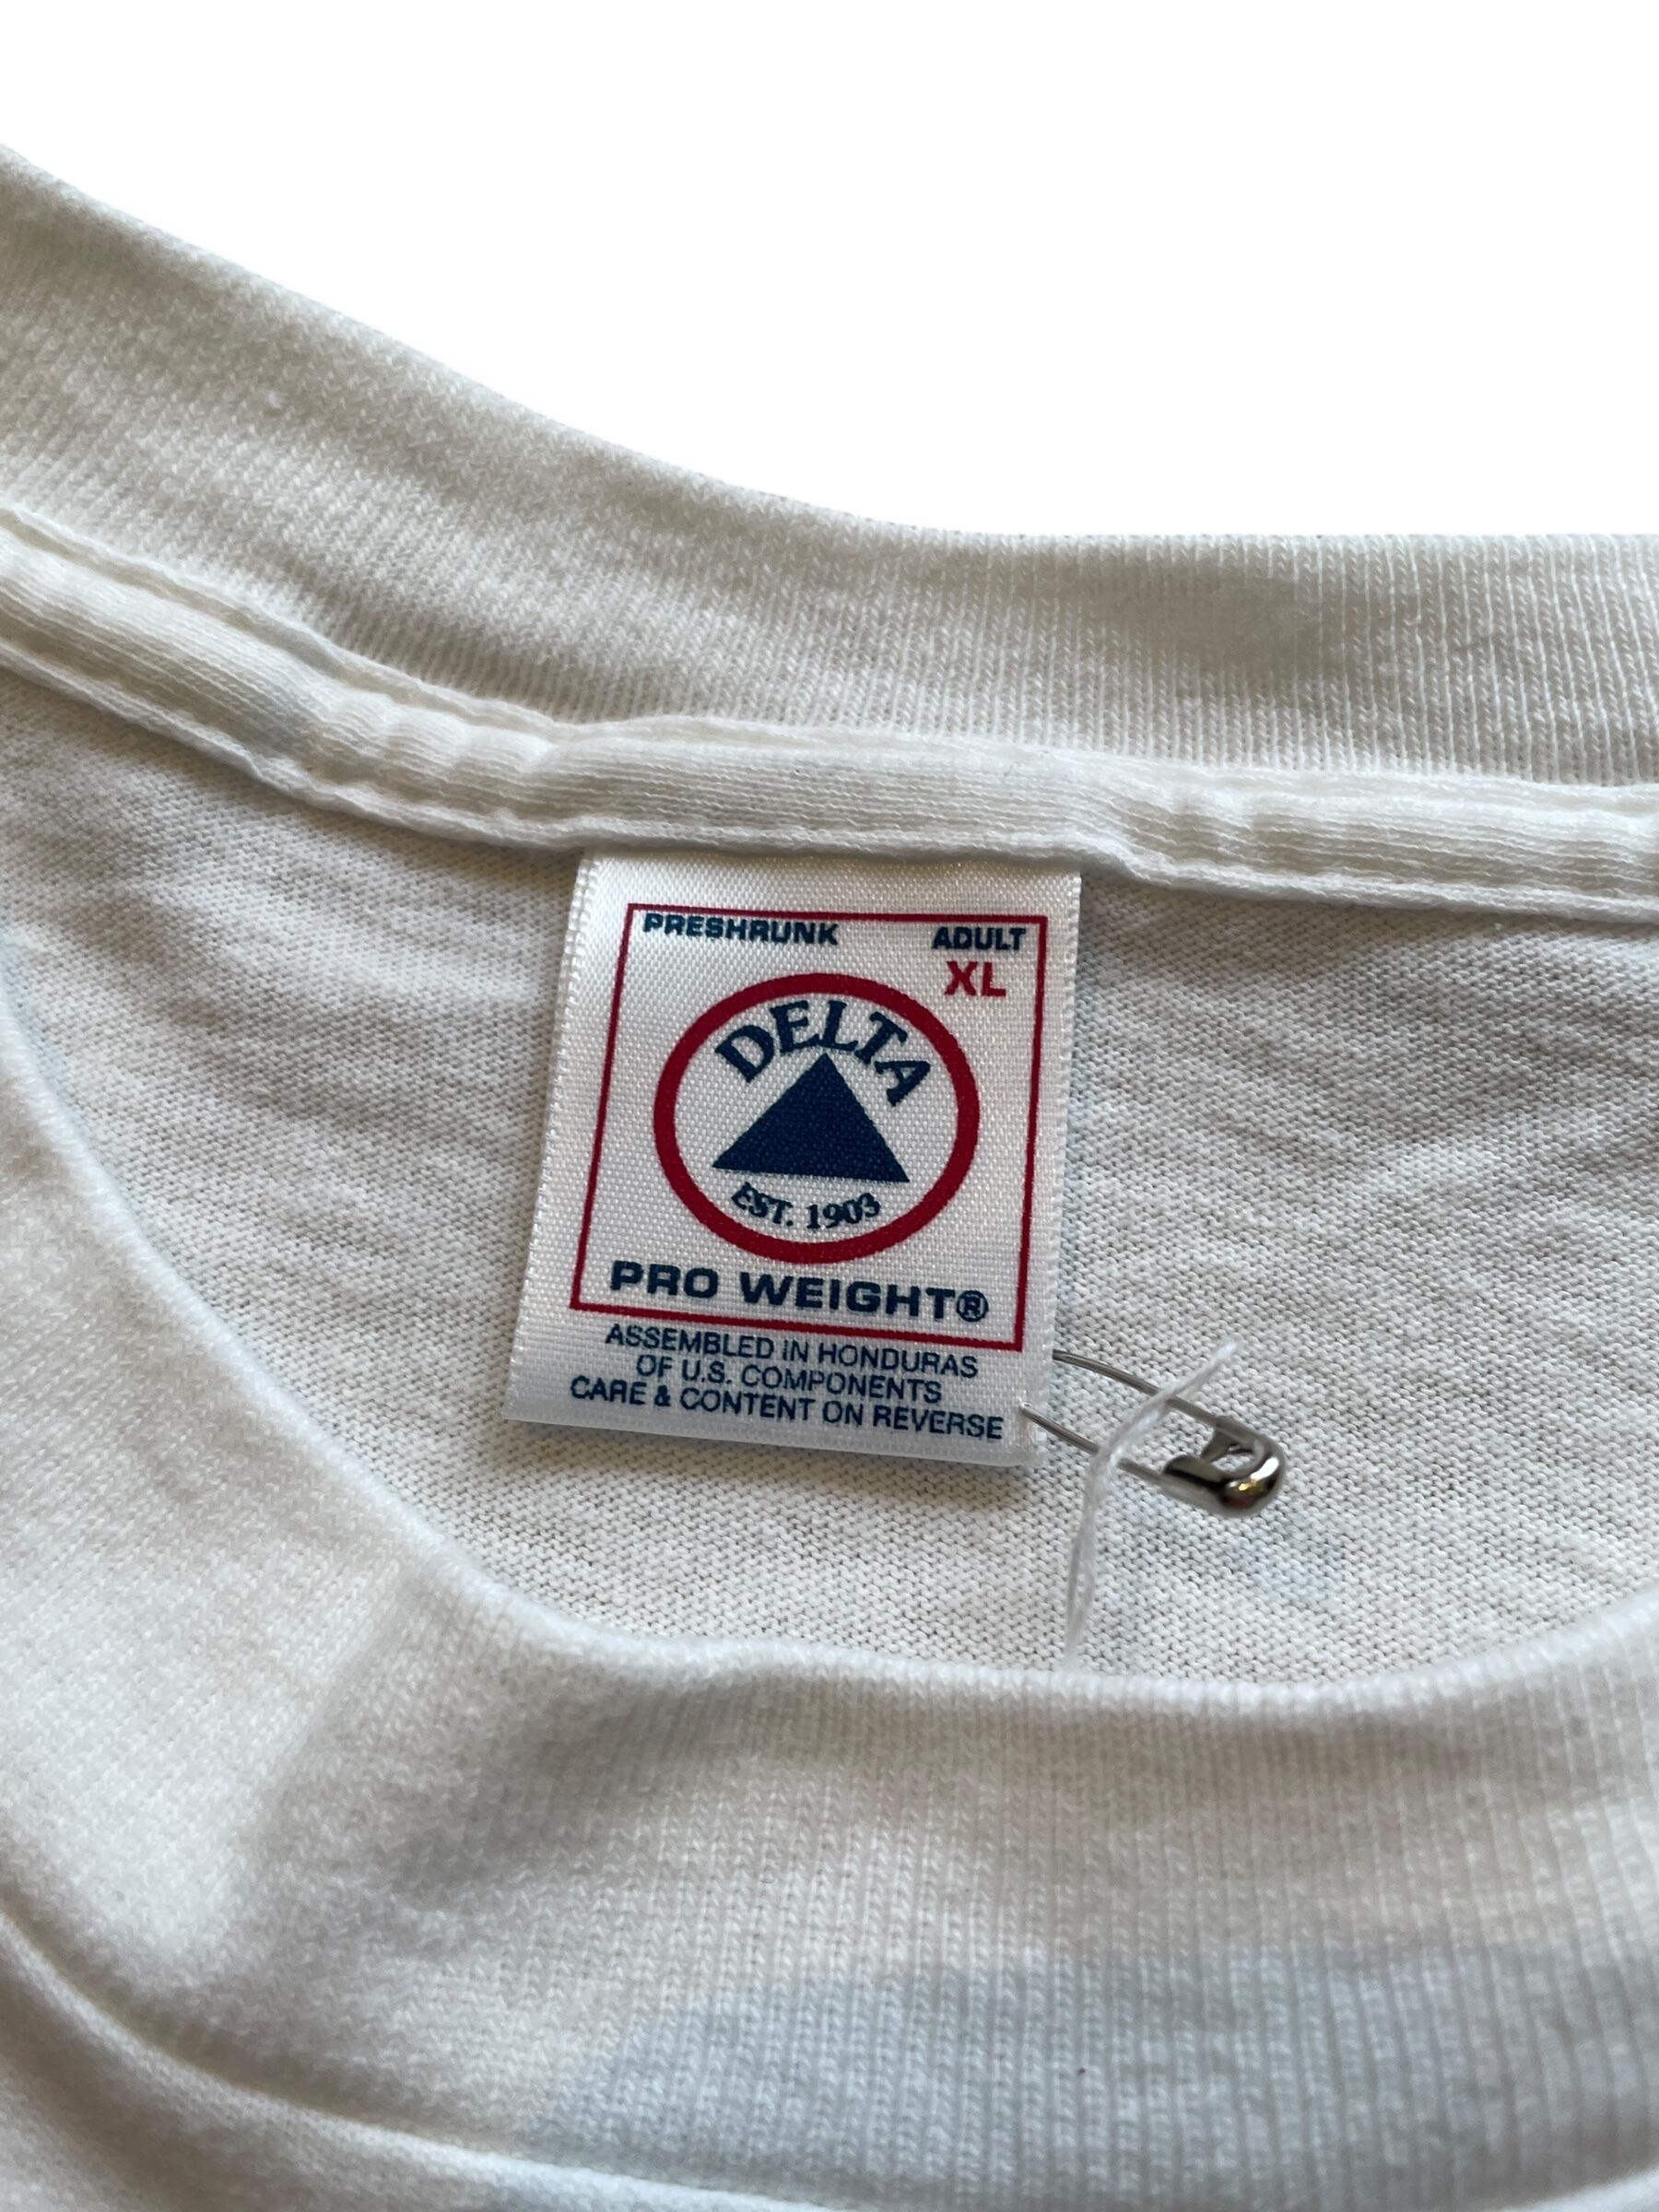 PRESHRUNK ADULT
XL
DELTA
EST. 1903
PRO WEIGHT®
ASSEMBLED IN HONDURAS
OF U.S. COMPONENTS
CARE & CONTENT ON REVERSE